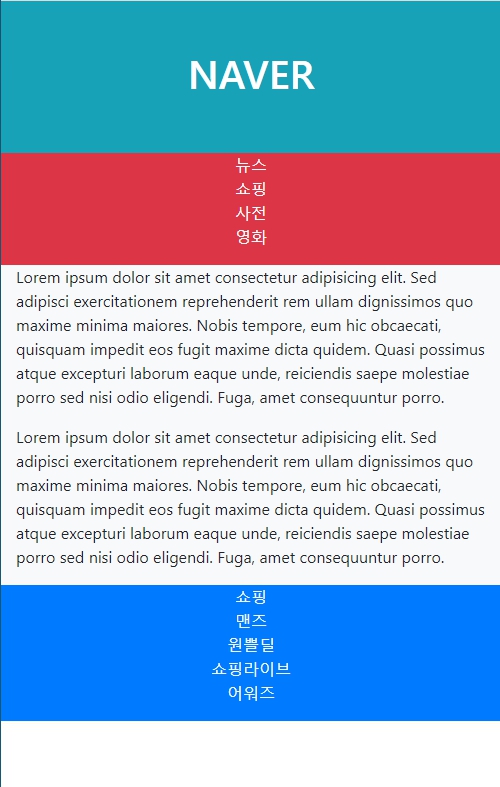 NAVER
뉴스
쇼핑
사전
영화
Lorem ipsum dolor sit amet consectetur adipisicing elit. Sed
adipisci exercitationem reprehenderit rem ullam dignissimos quo
maxime minima maiores. Nobis tempore, eum hic obcaecati,
quisquam impedit eos fugit maxime dicta quidem. Quasi possimus
atque excepturi laborum eaque unde, reiciendis saepe molestiae
porro sed nisi odio eligendi. Fuga, amet consequuntur porro.
Lorem ipsum dolor sit amet consectetur adipisicing elit. Sed
adipisci exercitationem reprehenderit rem ullam dignissimos quo
maxime minima maiores. Nobis tempore, eum hic obcaecati,
quisquam impedit eos fugit maxime dicta quidem. Quasi possimus
atque excepturi laborum eaque unde, reiciendis saepe molestiae
porro sed nisi odio eligendi. Fuga, amet consequuntur porro.
쇼핑
맨즈
원쁠딜
쇼핑라이브
어워즈